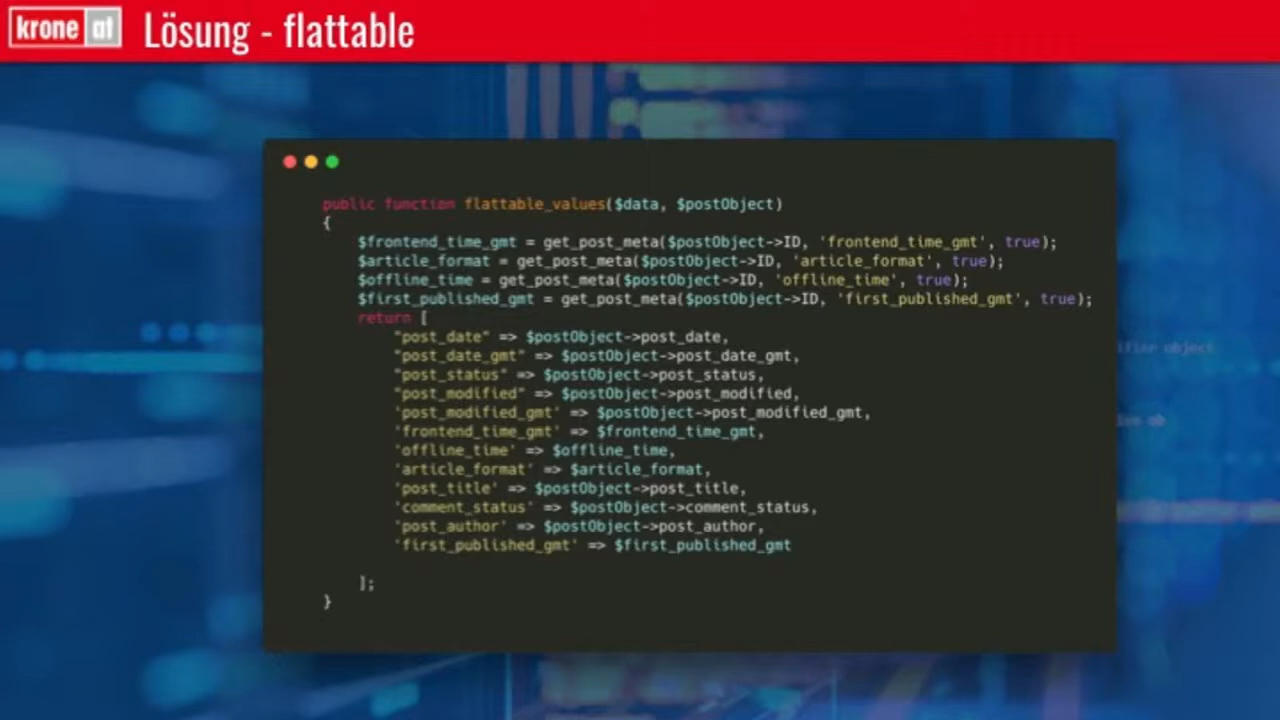 krone at Lösung - flattable
public function flattable_values($data, $postObject)
{
$frontend_time_gmt = get_post_meta($postObject->ID, 'frontend_time_gmt', true);
$article_format = get_post_meta($postObject->ID, 'article_format', true);
$offline_time = get_post_meta($postObject->ID, 'offline_time', true);
$first_published_gmt = get_post_meta($postObject->ID, 'first_published_gmt', true);
return [
"post_date" => $postObject->post_date,
"post_date_gmt" => $postObject->post_date_gmt,
"post_status" => $postObject->post_status,
"post_modified" => $postObject->post_modified,
'post_modified_gmt' => $postObject->post_modified_gmt,
'frontend_time_gmt' => $frontend_time_gmt,
'offline_time' => $offline_time,
'article_format' => $article_format,
'post_title' => $postObject->post_title,
'comment_status' => $postObject->comment_status,
'post_author' => $postObject->post_author,
'first_published_gmt' => $first_published_gmt
];
}
object